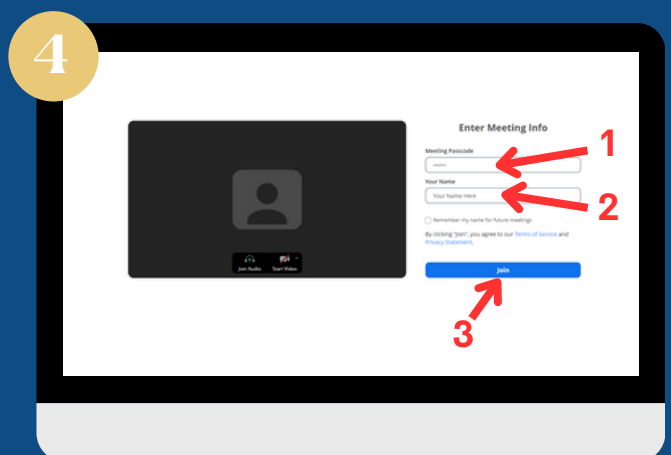 4
Enter Meeting Info
Meeting Passcode
1
Your Name
Your Name Here
2
Remember my name for future meetings
By clicking "Join", you agree to our Terms of Service and
Privacy Statement.
Join Audio Start Video
Join
3